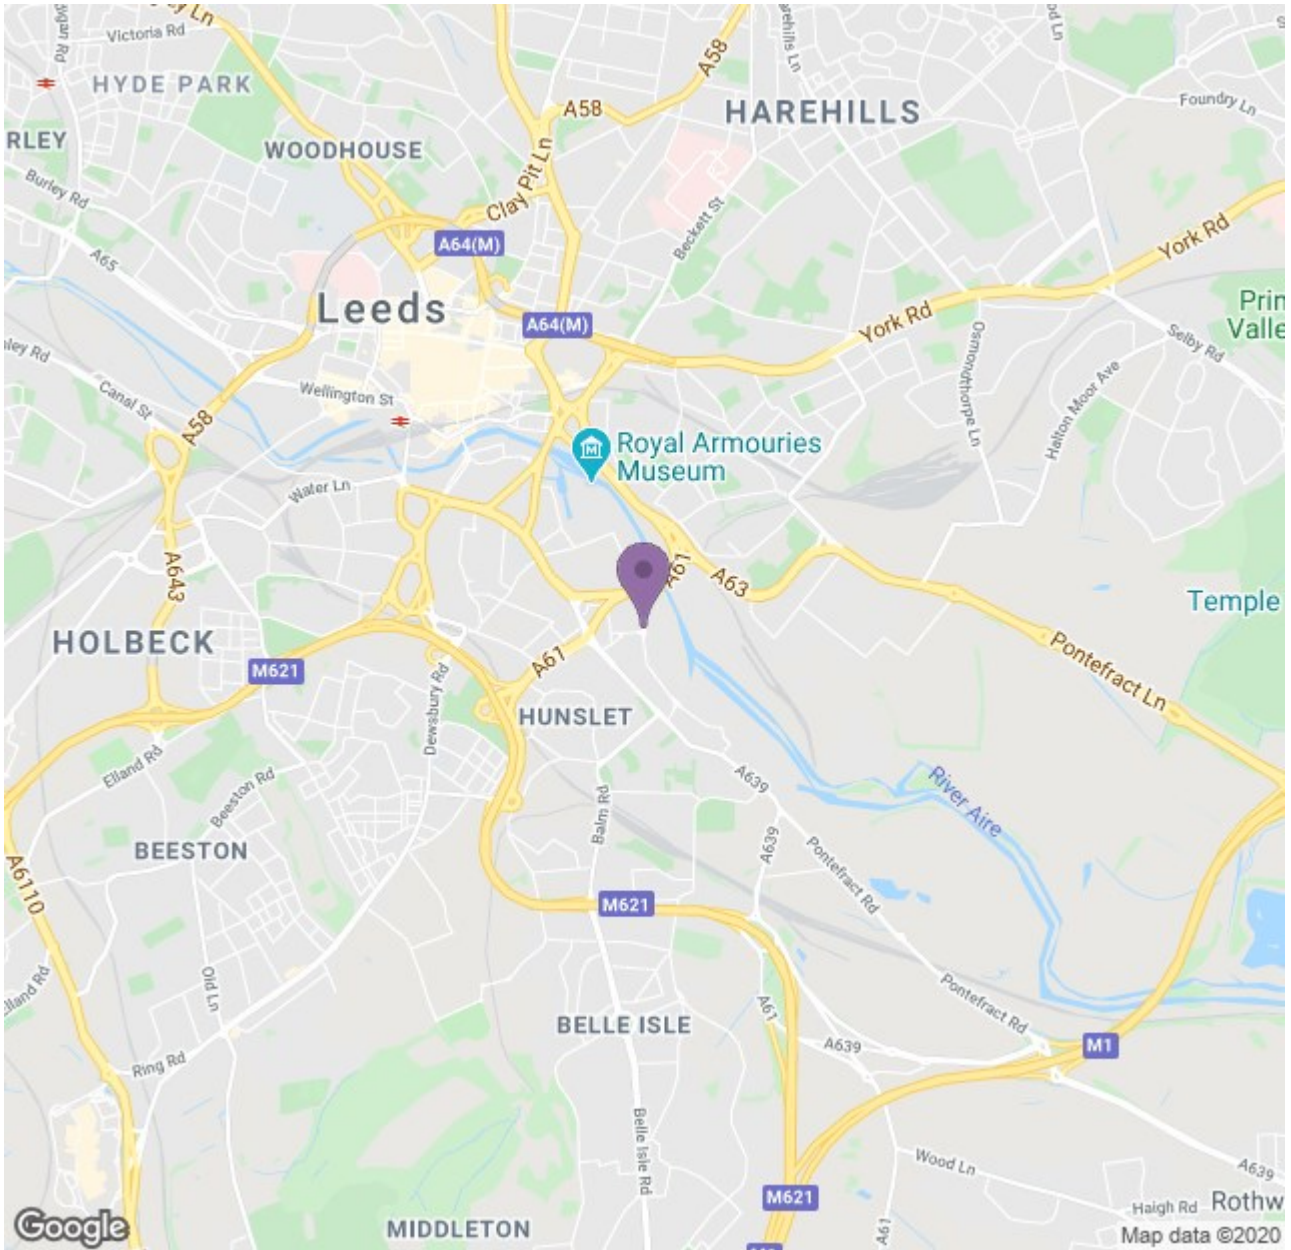 Victoria Rd
HYDE PARK
HAREHILLS
A58
A58
Foundry Ln
RLEY
WOODHOUSE
Clay Pit Ln
Burley Rd
Beckett St
York Rd
A64(M)
A65
Leeds
A64(M)
York Rd
Prin
Valle
Selby Rd
Osmondthorpe Ln
Halton Moor Ave
Wellington St
Canal St
A58
Royal Armouries
Museum
Water Ln
A643
A61
A63
Temple
HOLBECK
M621
A61
Pontefract Ln
Dewsbury Rd
HUNSLET
Elland Rd
Beeston Rd
A639
River Aire
Balm Rd
A639
BEESTON
Pontefract Rd
A6110
M621
Old Ln
Pontefract Rd
A61
BELLE ISLE
A639
M1
Ring Rd
Belle Isle Rd
Wood Ln
A639
M621
Haigh Rd
Rothw
A61
MIDDLETON
Google
Map data ©2020